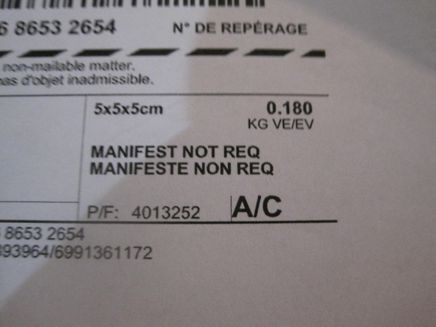 6 8653 2654 N° DE REPÉRAGE
non-mailable matter.
pas d'objet inadmissible.
5x5x5cm 0.180
KG VE/EV
MANIFEST NOT REQ
MANIFESTE NON REQ
P/F: 4013252 A/C
8653 2654
393964/6991361172